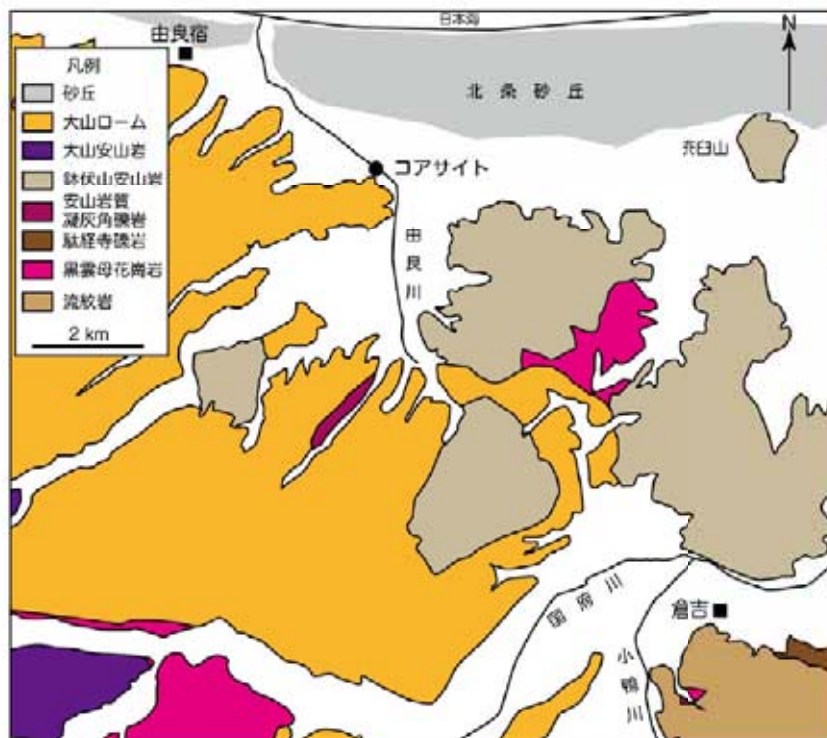 日本海
由良宿
N
凡例
砂丘
大山ローム
大山安山岩
鉢伏山安山岩
安山岩質
凝灰角礫岩
駄経寺礫岩
黒雲母花崗岩
流紋岩
2 km
北条砂丘
茶臼山
コアサイト
由良川
国府川
倉吉
小鴨川